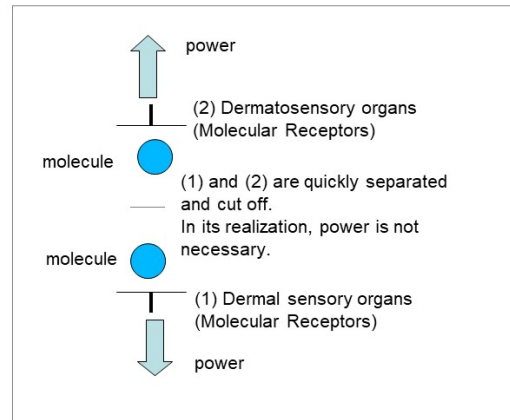 power
(2) Dermatosensory organs
(Molecular Receptors)
molecule
(1) and (2) are quickly separated
and cut off.
In its realization, power is not
necessary.
molecule
(1) Dermal sensory organs
(Molecular Receptors)
power